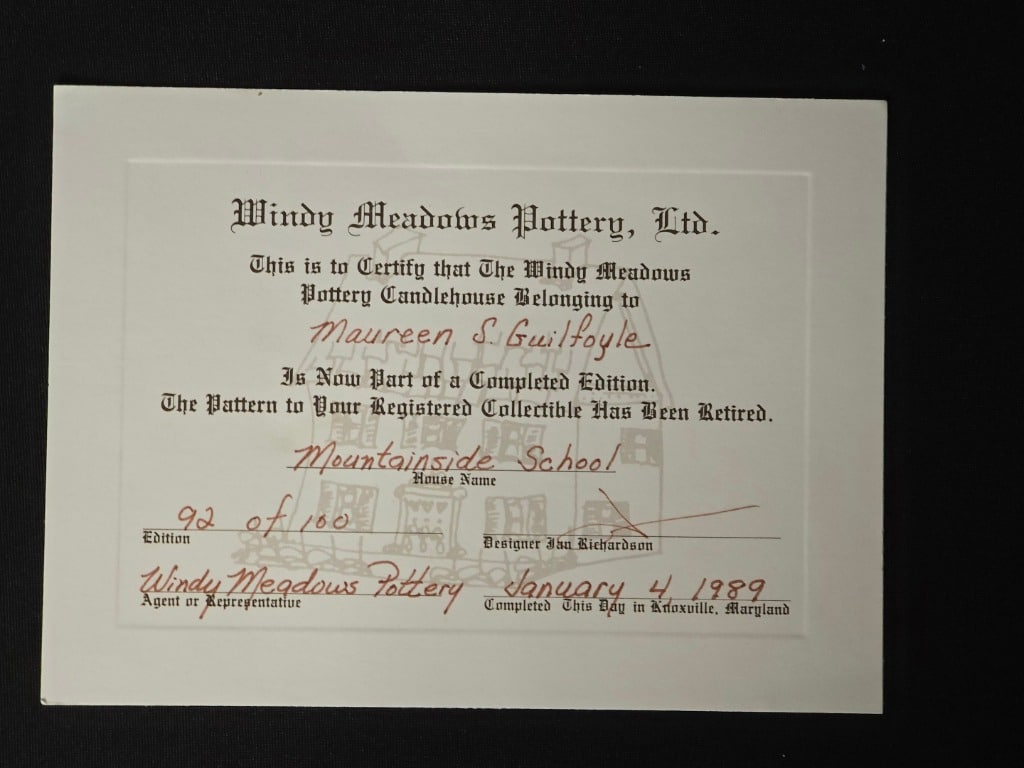 Windy Meadows Pottery, Ltd.
This is to Certify that The Windy Meadows
Pottery Candlehouse Belonging to
Maureen S. Guilfoyle
Is Now Part of a Completed Edition.
The Pattern to Your Registered Collectible Has Been Retired.
Mountainside School
House Name
92 of 100
Edition
Designer Jan Richardson
Windy Meadows Pottery
Agent or Representative
January 4, 1989
Completed This Day in Knoxville, Maryland